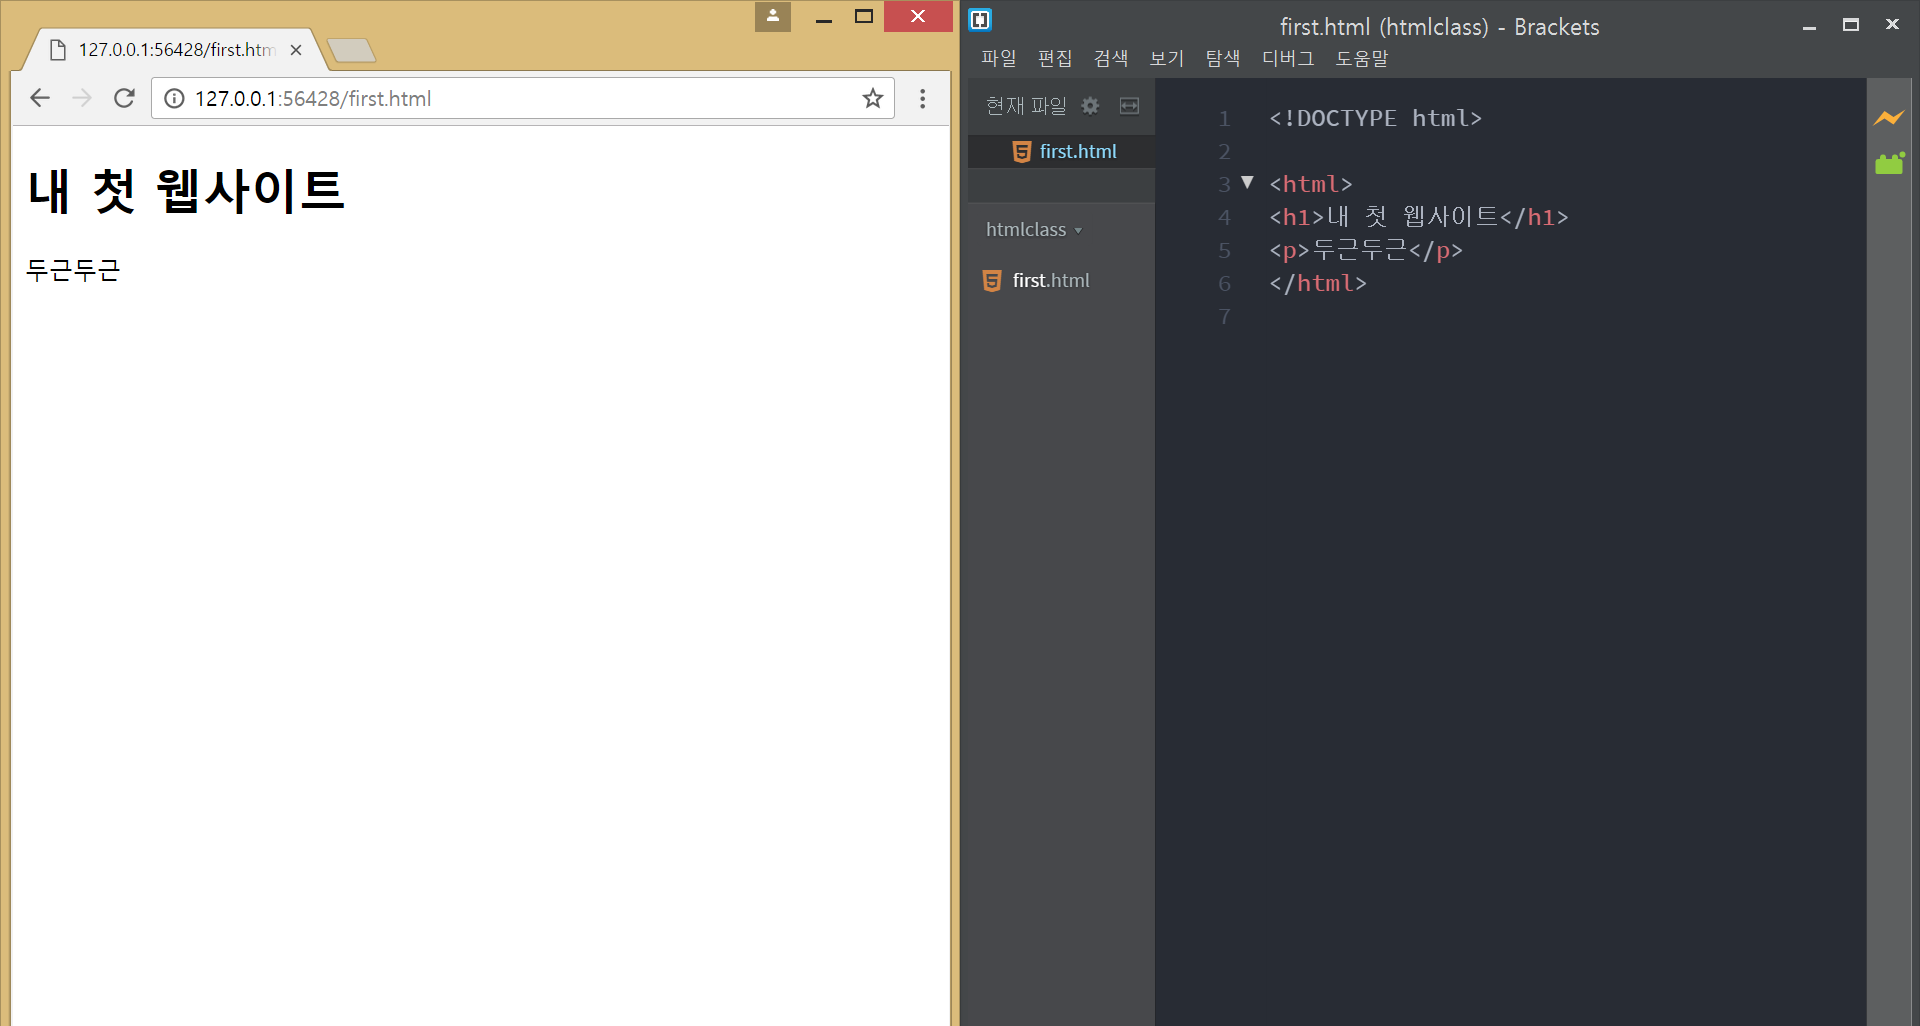 127.0.0.1:56428/first.htm
127.0.0.1:56428/first.html
내 첫 웹사이트
두근두근
first.html (htmlclass) - Brackets
파일 편집 검색 보기 탐색 디버그 도움말
현재 파일
first.html
htmlclass
first.html
1 <!DOCTYPE html>
2
3 <html>
4 <h1>내 첫 웹사이트</h1>
5 <p>두근두근</p>
6 </html>
7